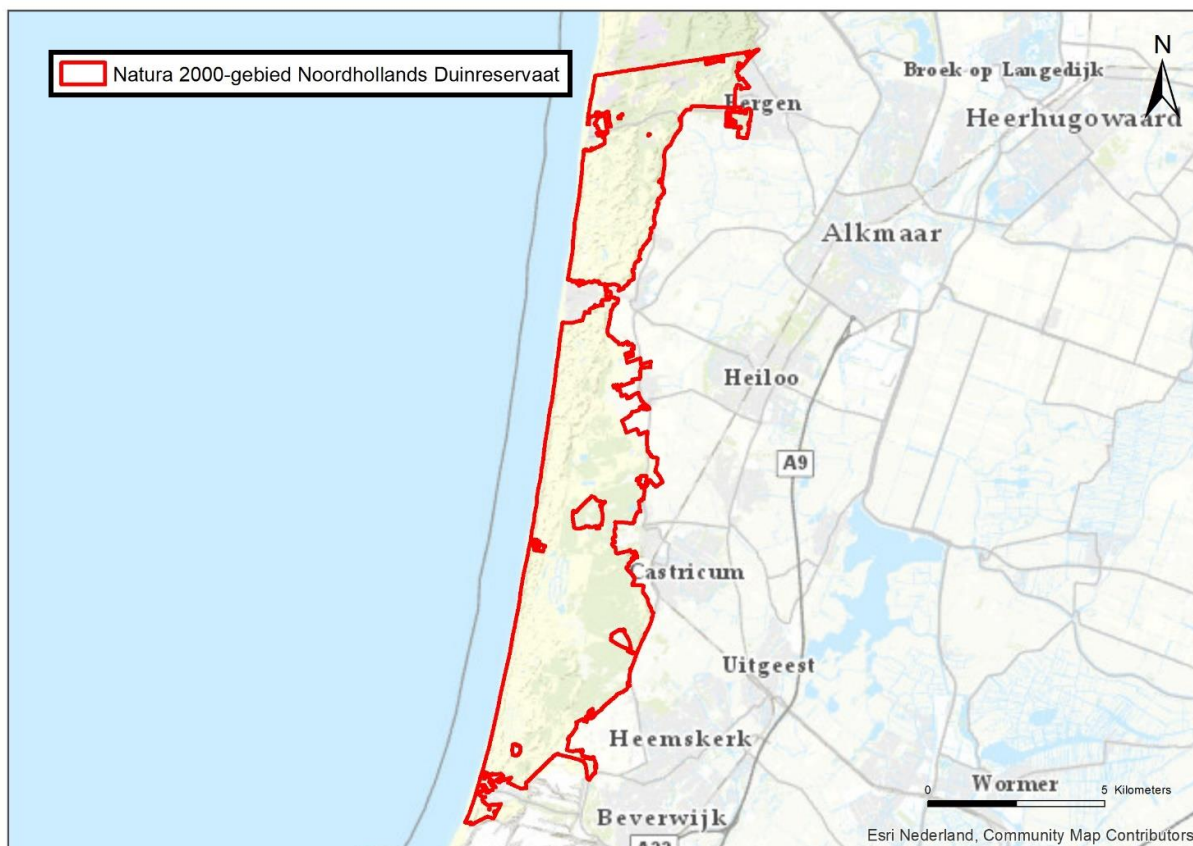 Natura 2000-gebied Noordhollands Duinreservaat
N
Broek op Langedijk
Bergen
Heerhugowaard
Alkmaar
Heiloo
A9
Castricum
Uitgeest
Heemskerk
Wormer
0 5 Kilometers
Beverwijk
Esri Nederland, Community Map Contributors